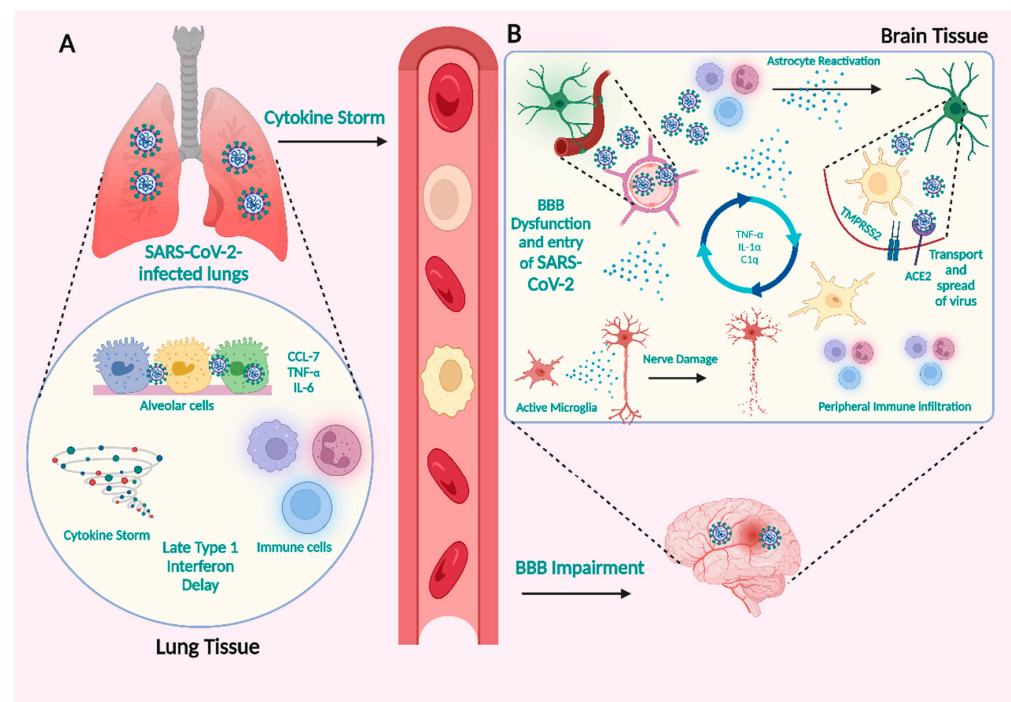 A
Cytokine Storm
SARS-CoV-2-
infected lungs
CCL-7
TNF-α
IL-6
Alveolar cells
Cytokine Storm
Immune cells
Late Type 1
Interferon
Delay
Lung Tissue
B
Brain Tissue
Astrocyte Reactivation
BBB
Dysfunction
and entry
of SARS-
CoV-2
TNF-α
IL-1α
C1q
TMPRSS2
ACE2
Transport
and
spread
of virus
Nerve Damage
Active Microglia
Peripheral Immune infiltration
BBB Impairment